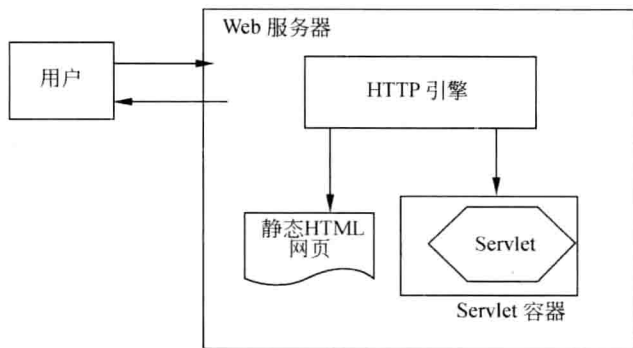 Web 服务器
用户
HTTP 引擎
静态HTML
网页
Servlet
Servlet 容器